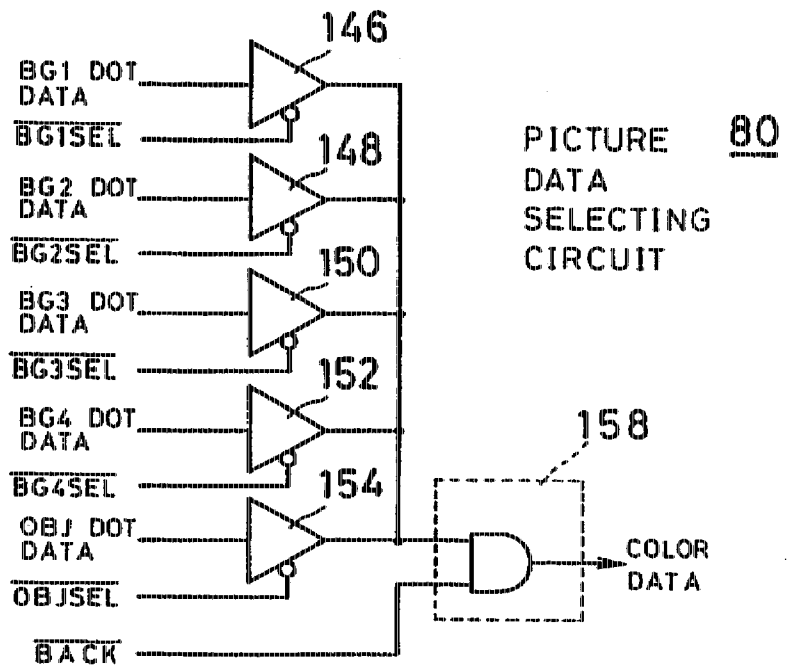 146
BG1 DOT
DATA
BG1SEL
148
BG2 DOT
DATA
BG2SEL
150
BG3 DOT
DATA
BG3SEL
152
BG4 DOT
DATA
BG4SEL
154
OBJ DOT
DATA
OBJSEL
BACK
PICTURE 80
DATA
SELECTING
CIRCUIT
158
COLOR
DATA